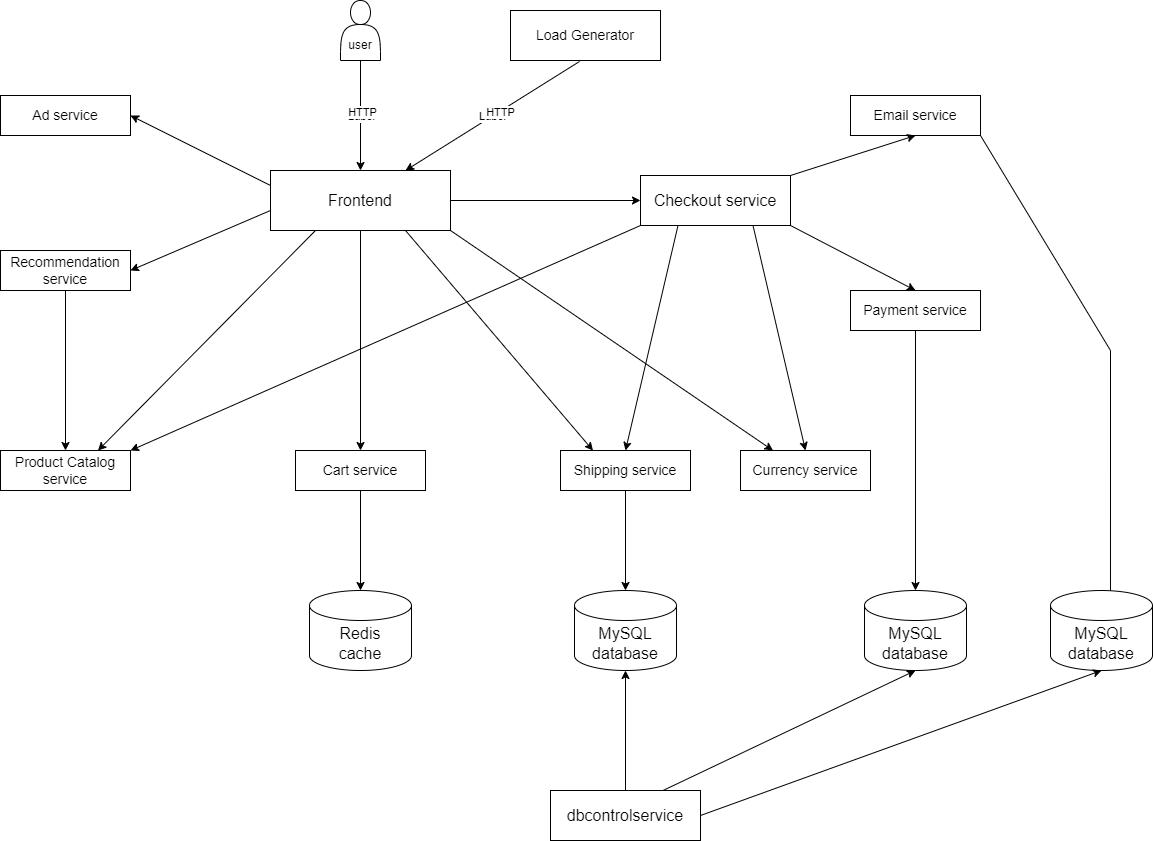 user
Load Generator
HTTP
HTTP
Ad service
Email service
Frontend
Checkout service
Recommendation
service
Payment service
Product Catalog
service
Cart service
Shipping service
Currency service
Redis
cache
MySQL
database
MySQL
database
MySQL
database
dbcontrolservice